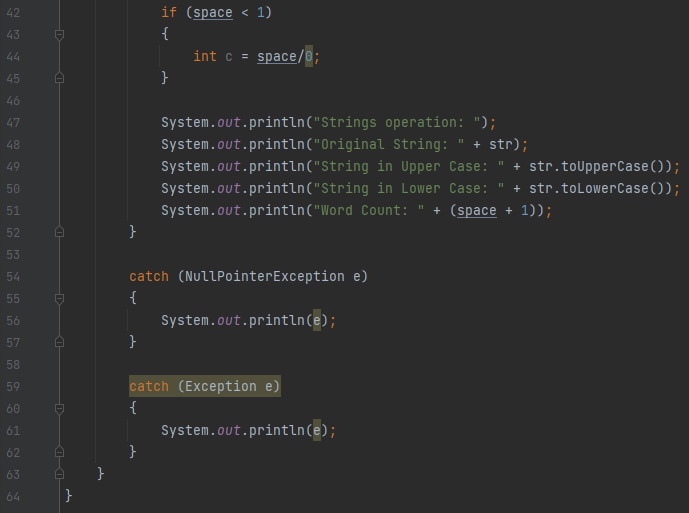 42 if (space < 1)
43 {
44 int c = space/0;
45 }
46
47 System.out.println("Strings operation: ");
48 System.out.println("Original String: " + str);
49 System.out.println("String in Upper Case: " + str.toUpperCase());
50 System.out.println("String in Lower Case: " + str.toLowerCase());
51 System.out.println("Word Count: " + (space + 1));
52 }
53
54 catch (NullPointerException e)
55 {
56 System.out.println(e);
57 }
58
59 catch (Exception e)
60 {
61 System.out.println(e);
62 }
63 }
64 }